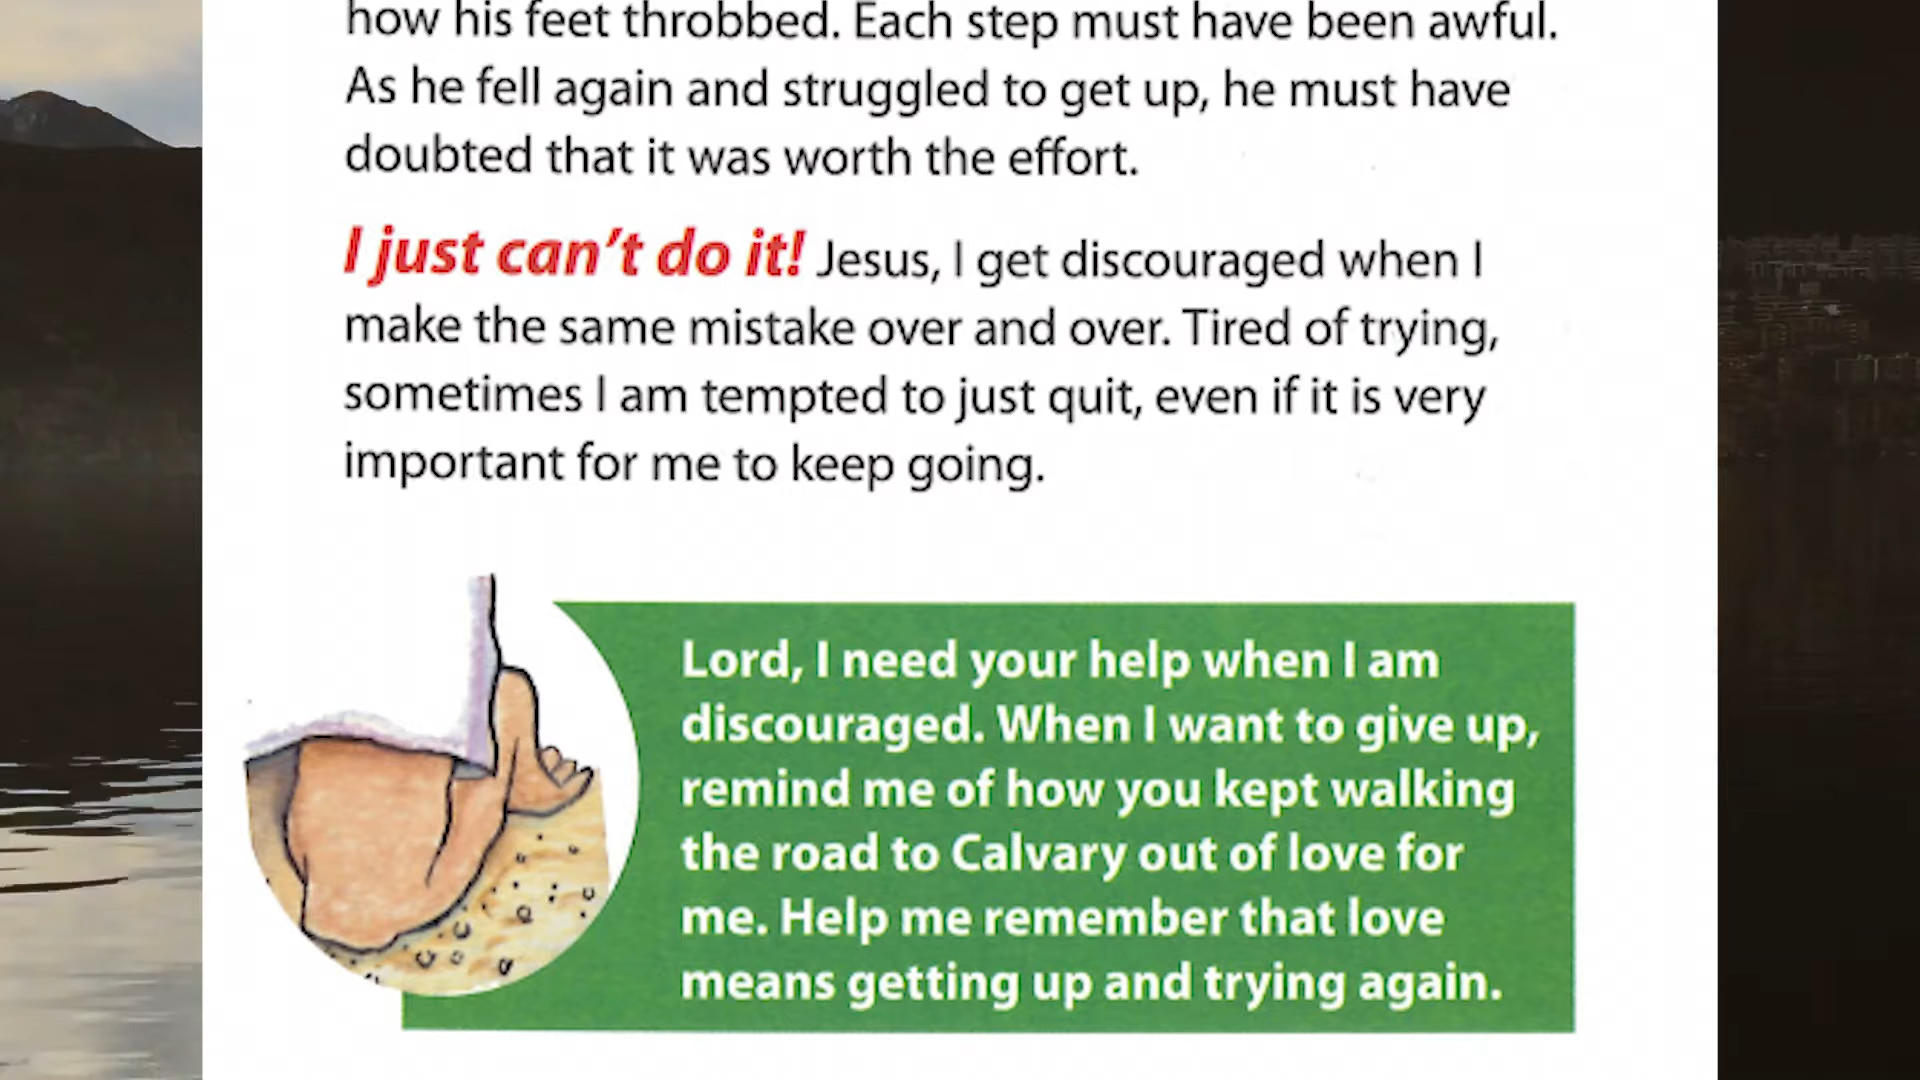 how his feet throbbed. Each step must have been awful.
As he fell again and struggled to get up, he must have
doubted that it was worth the effort.
I just can't do it! Jesus, I get discouraged when I
make the same mistake over and over. Tired of trying,
sometimes I am tempted to just quit, even if it is very
important for me to keep going.
Lord, I need your help when I am
discouraged. When I want to give up,
remind me of how you kept walking
the road to Calvary out of love for
me. Help me remember that love
means getting up and trying again.